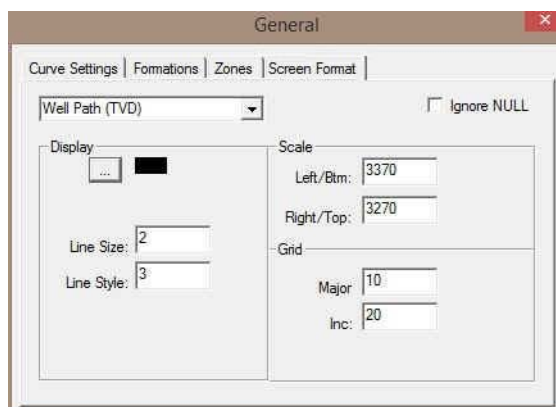 General
Curve Settings Formations Zones Screen Format
Well Path (TVD)
Ignore NULL
Display
...
Line Size: 2
Line Style: 3
Scale
Left/Btm: 3370
Right/Top: 3270
Grid
Major 10
Inc: 20